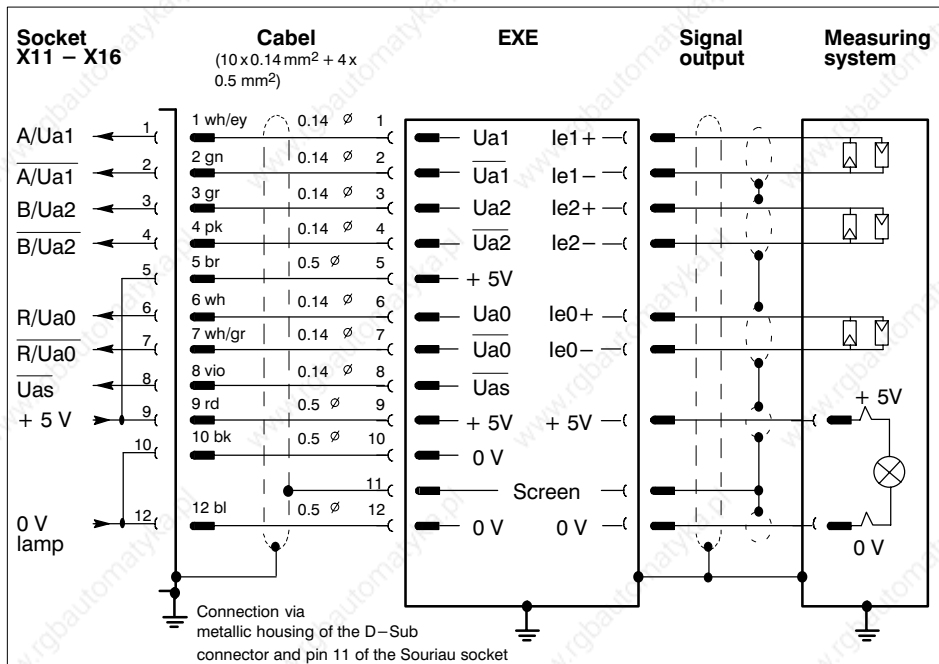 Socket X11 – X16
Cabel
(10 x 0.14 mm² + 4 x 0.5 mm²)
EXE
Signal output
Measuring system
A/Ua1 1 1 wh/ey 0.14 ⌀ 1 Ua1 Ie1+
A/Ua1 2 2 gn 0.14 ⌀ 2 Ua1 Ie1−
B/Ua2 3 3 gr 0.14 ⌀ 3 Ua2 Ie2+
B/Ua2 4 4 pk 0.14 ⌀ 4 Ua2 Ie2−
5 5 br 0.5 ⌀ 5 + 5V
R/Ua0 6 6 wh 0.14 ⌀ 6 Ua0 Ie0+
R/Ua0 7 7 wh/gr 0.14 ⌀ 7 Ua0 Ie0−
Uas 8 8 vio 0.14 ⌀ 8 Uas
+ 5 V 9 9 rd 0.5 ⌀ 9 + 5V + 5V + 5V
10 10 bk 0.5 ⌀ 10 0 V
11 Screen
0 V lamp 12 12 bl 0.5 ⌀ 12 0 V 0 V 0 V
Connection via
metallic housing of the D−Sub
connector and pin 11 of the Souriau socket
www.rgbautomatyka.pl